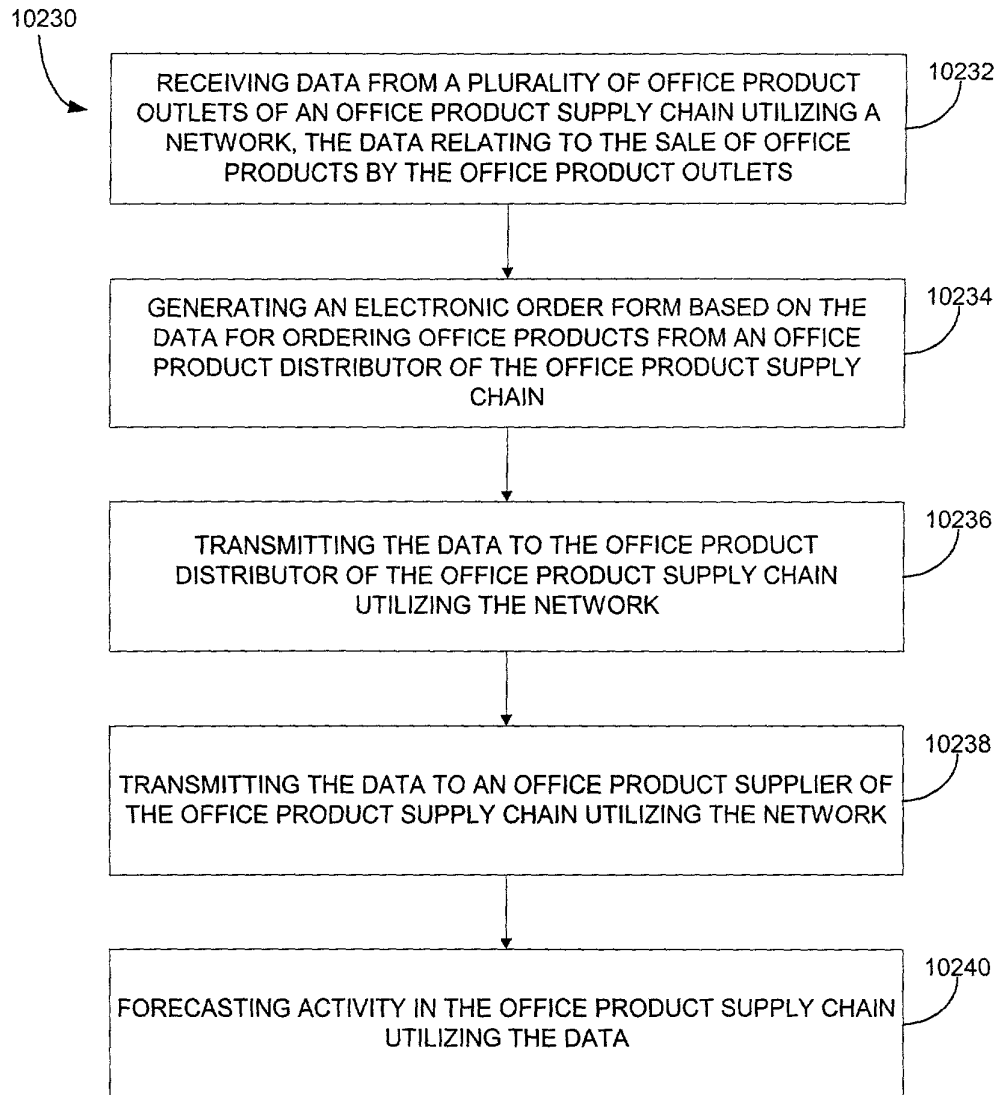 10230
RECEIVING DATA FROM A PLURALITY OF OFFICE PRODUCT
OUTLETS OF AN OFFICE PRODUCT SUPPLY CHAIN UTILIZING A
NETWORK, THE DATA RELATING TO THE SALE OF OFFICE
PRODUCTS BY THE OFFICE PRODUCT OUTLETS
10232
GENERATING AN ELECTRONIC ORDER FORM BASED ON THE
DATA FOR ORDERING OFFICE PRODUCTS FROM AN OFFICE
PRODUCT DISTRIBUTOR OF THE OFFICE PRODUCT SUPPLY
CHAIN
10234
TRANSMITTING THE DATA TO THE OFFICE PRODUCT
DISTRIBUTOR OF THE OFFICE PRODUCT SUPPLY CHAIN
UTILIZING THE NETWORK
10236
TRANSMITTING THE DATA TO AN OFFICE PRODUCT SUPPLIER OF
THE OFFICE PRODUCT SUPPLY CHAIN UTILIZING THE NETWORK
10238
FORECASTING ACTIVITY IN THE OFFICE PRODUCT SUPPLY CHAIN
UTILIZING THE DATA
10240